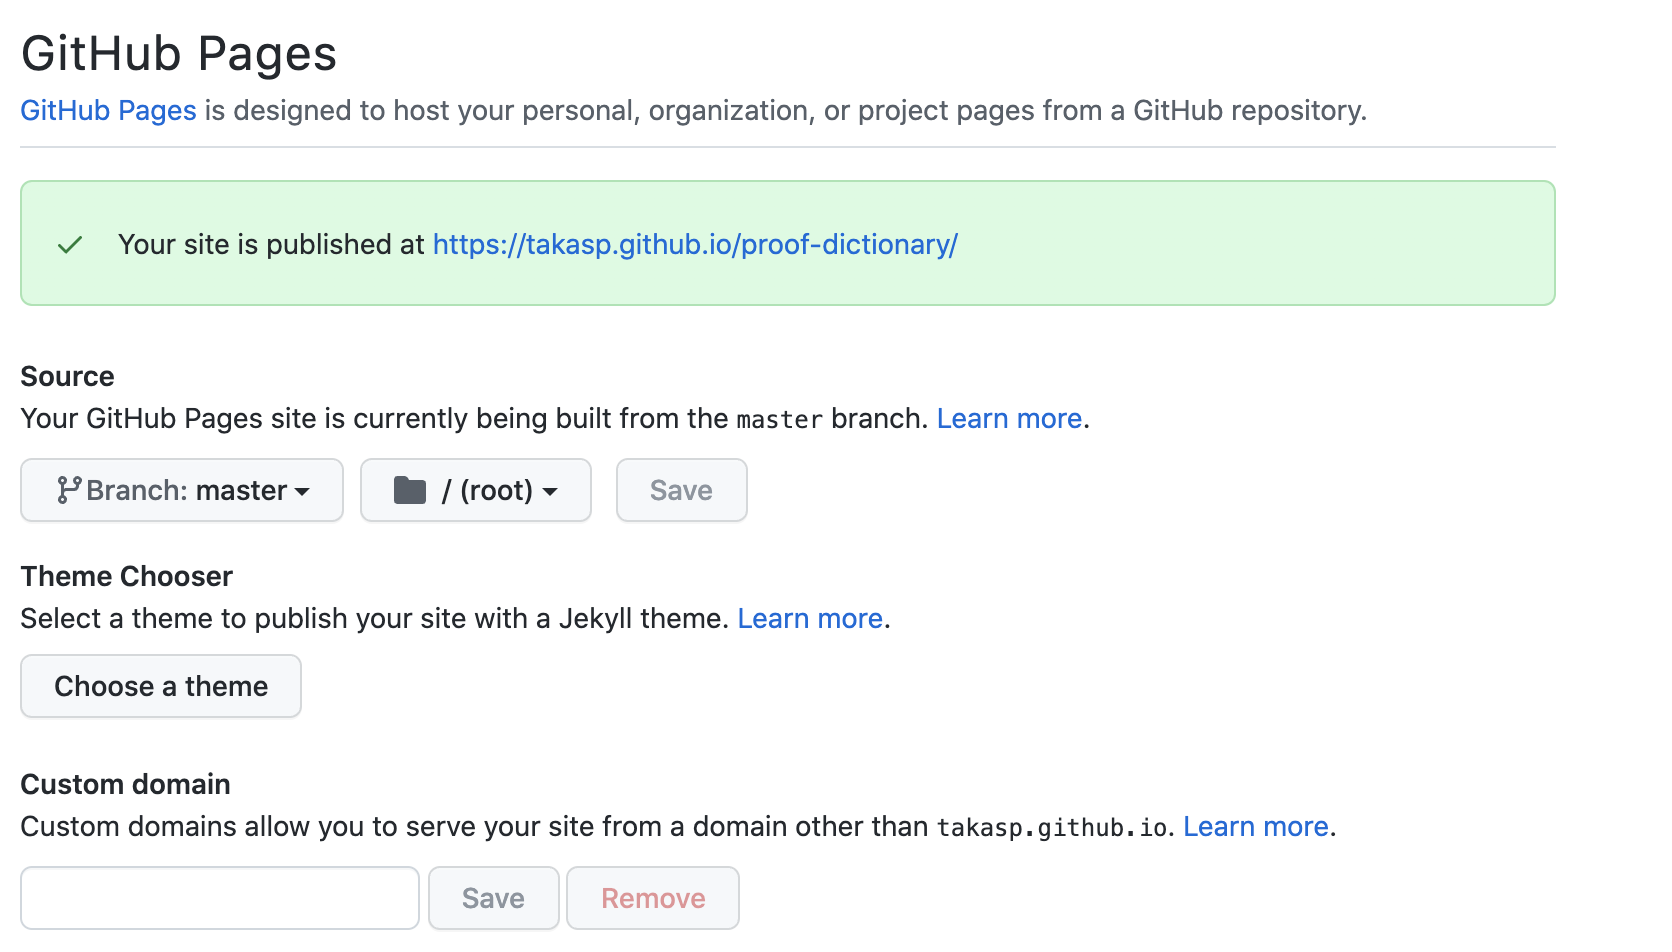 GitHub Pages
GitHub Pages is designed to host your personal, organization, or project pages from a GitHub repository.
Your site is published at https://takasp.github.io/proof-dictionary/
Source
Your GitHub Pages site is currently being built from the master branch. Learn more.
Branch: master / (root) Save
Theme Chooser
Select a theme to publish your site with a Jekyll theme. Learn more.
Choose a theme
Custom domain
Custom domains allow you to serve your site from a domain other than takasp.github.io. Learn more.
Save Remove